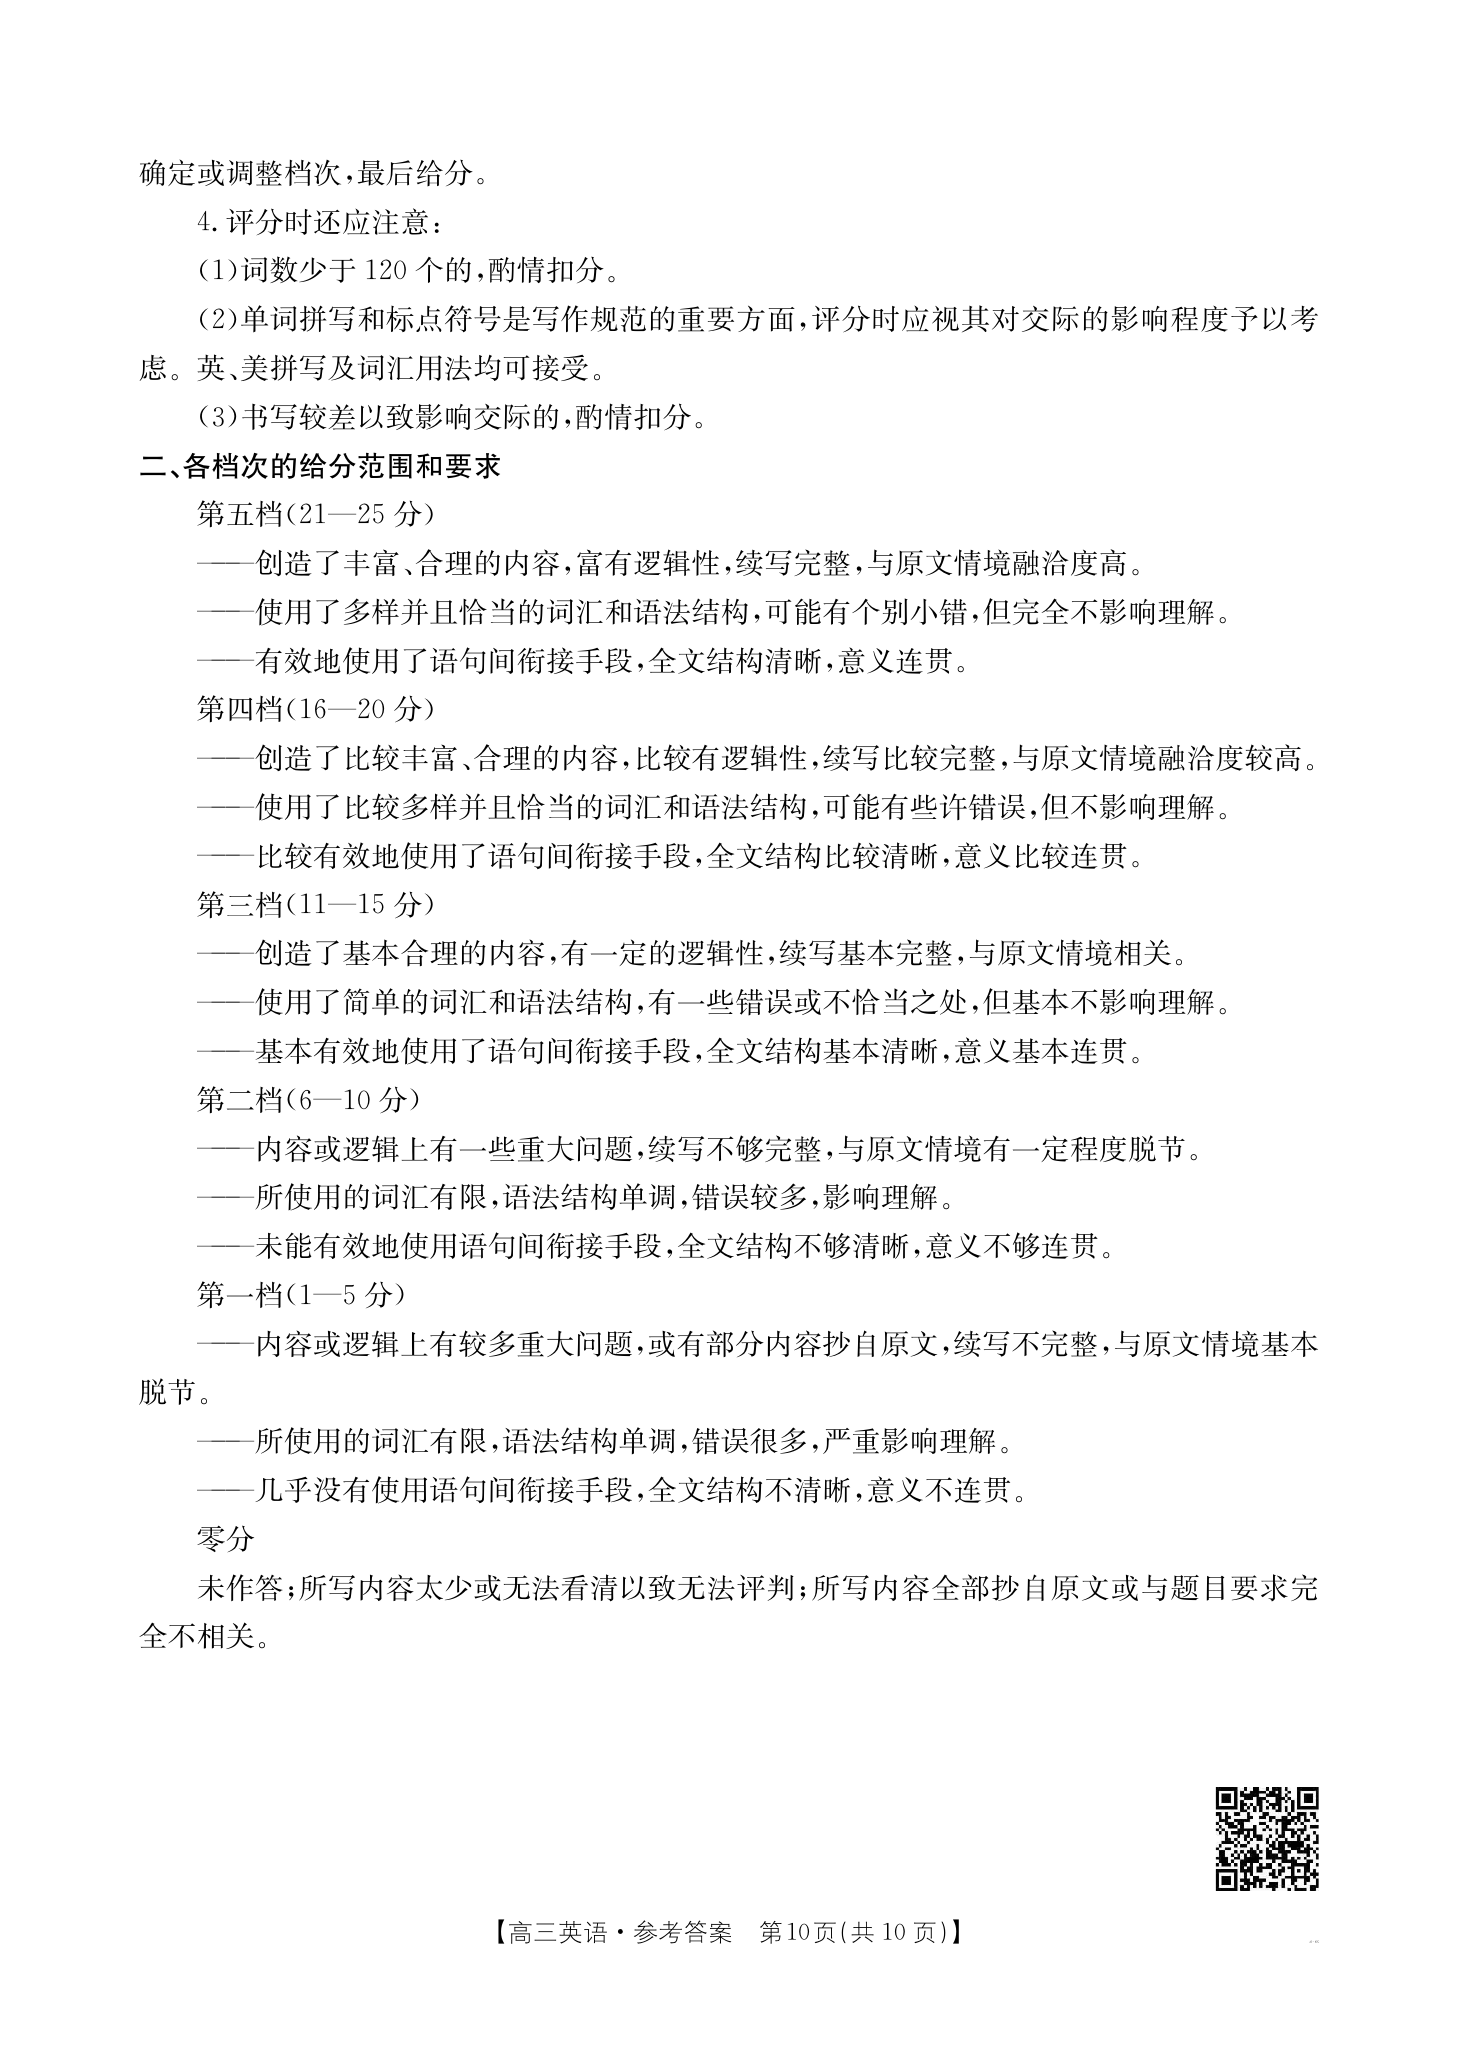 确定或调整档次,最后给分。
4. 评分时还应注意:
(1)词数少于 120 个的,酌情扣分。
(2)单词拼写和标点符号是写作规范的重要方面,评分时应视其对交际的影响程度予以考
虑。英、美拼写及词汇用法均可接受。
(3)书写较差以致影响交际的,酌情扣分。
二、各档次的给分范围和要求
第五档(21—25 分)
——创造了丰富、合理的内容,富有逻辑性,续写完整,与原文情境融洽度高。
——使用了多样并且恰当的词汇和语法结构,可能有个别小错,但完全不影响理解。
——有效地使用了语句间衔接手段,全文结构清晰,意义连贯。
第四档(16—20 分)
——创造了比较丰富、合理的内容,比较有逻辑性,续写比较完整,与原文情境融洽度较高。
——使用了比较多样并且恰当的词汇和语法结构,可能有些许错误,但不影响理解。
——比较有效地使用了语句间衔接手段,全文结构比较清晰,意义比较连贯。
第三档(11—15 分)
——创造了基本合理的内容,有一定的逻辑性,续写基本完整,与原文情境相关。
——使用了简单的词汇和语法结构,有一些错误或不恰当之处,但基本不影响理解。
——基本有效地使用了语句间衔接手段,全文结构基本清晰,意义基本连贯。
第二档(6—10 分)
——内容或逻辑上有一些重大问题,续写不够完整,与原文情境有一定程度脱节。
——所使用的词汇有限,语法结构单调,错误较多,影响理解。
——未能有效地使用语句间衔接手段,全文结构不够清晰,意义不够连贯。
第一档(1—5 分)
——内容或逻辑上有较多重大问题,或有部分内容抄自原文,续写不完整,与原文情境基本
脱节。
——所使用的词汇有限,语法结构单调,错误很多,严重影响理解。
——几乎没有使用语句间衔接手段,全文结构不清晰,意义不连贯。
零分
未作答;所写内容太少或无法看清以致无法评判;所写内容全部抄自原文或与题目要求完
全不相关。
【高三英语·参考答案 第10页(共 10 页)】